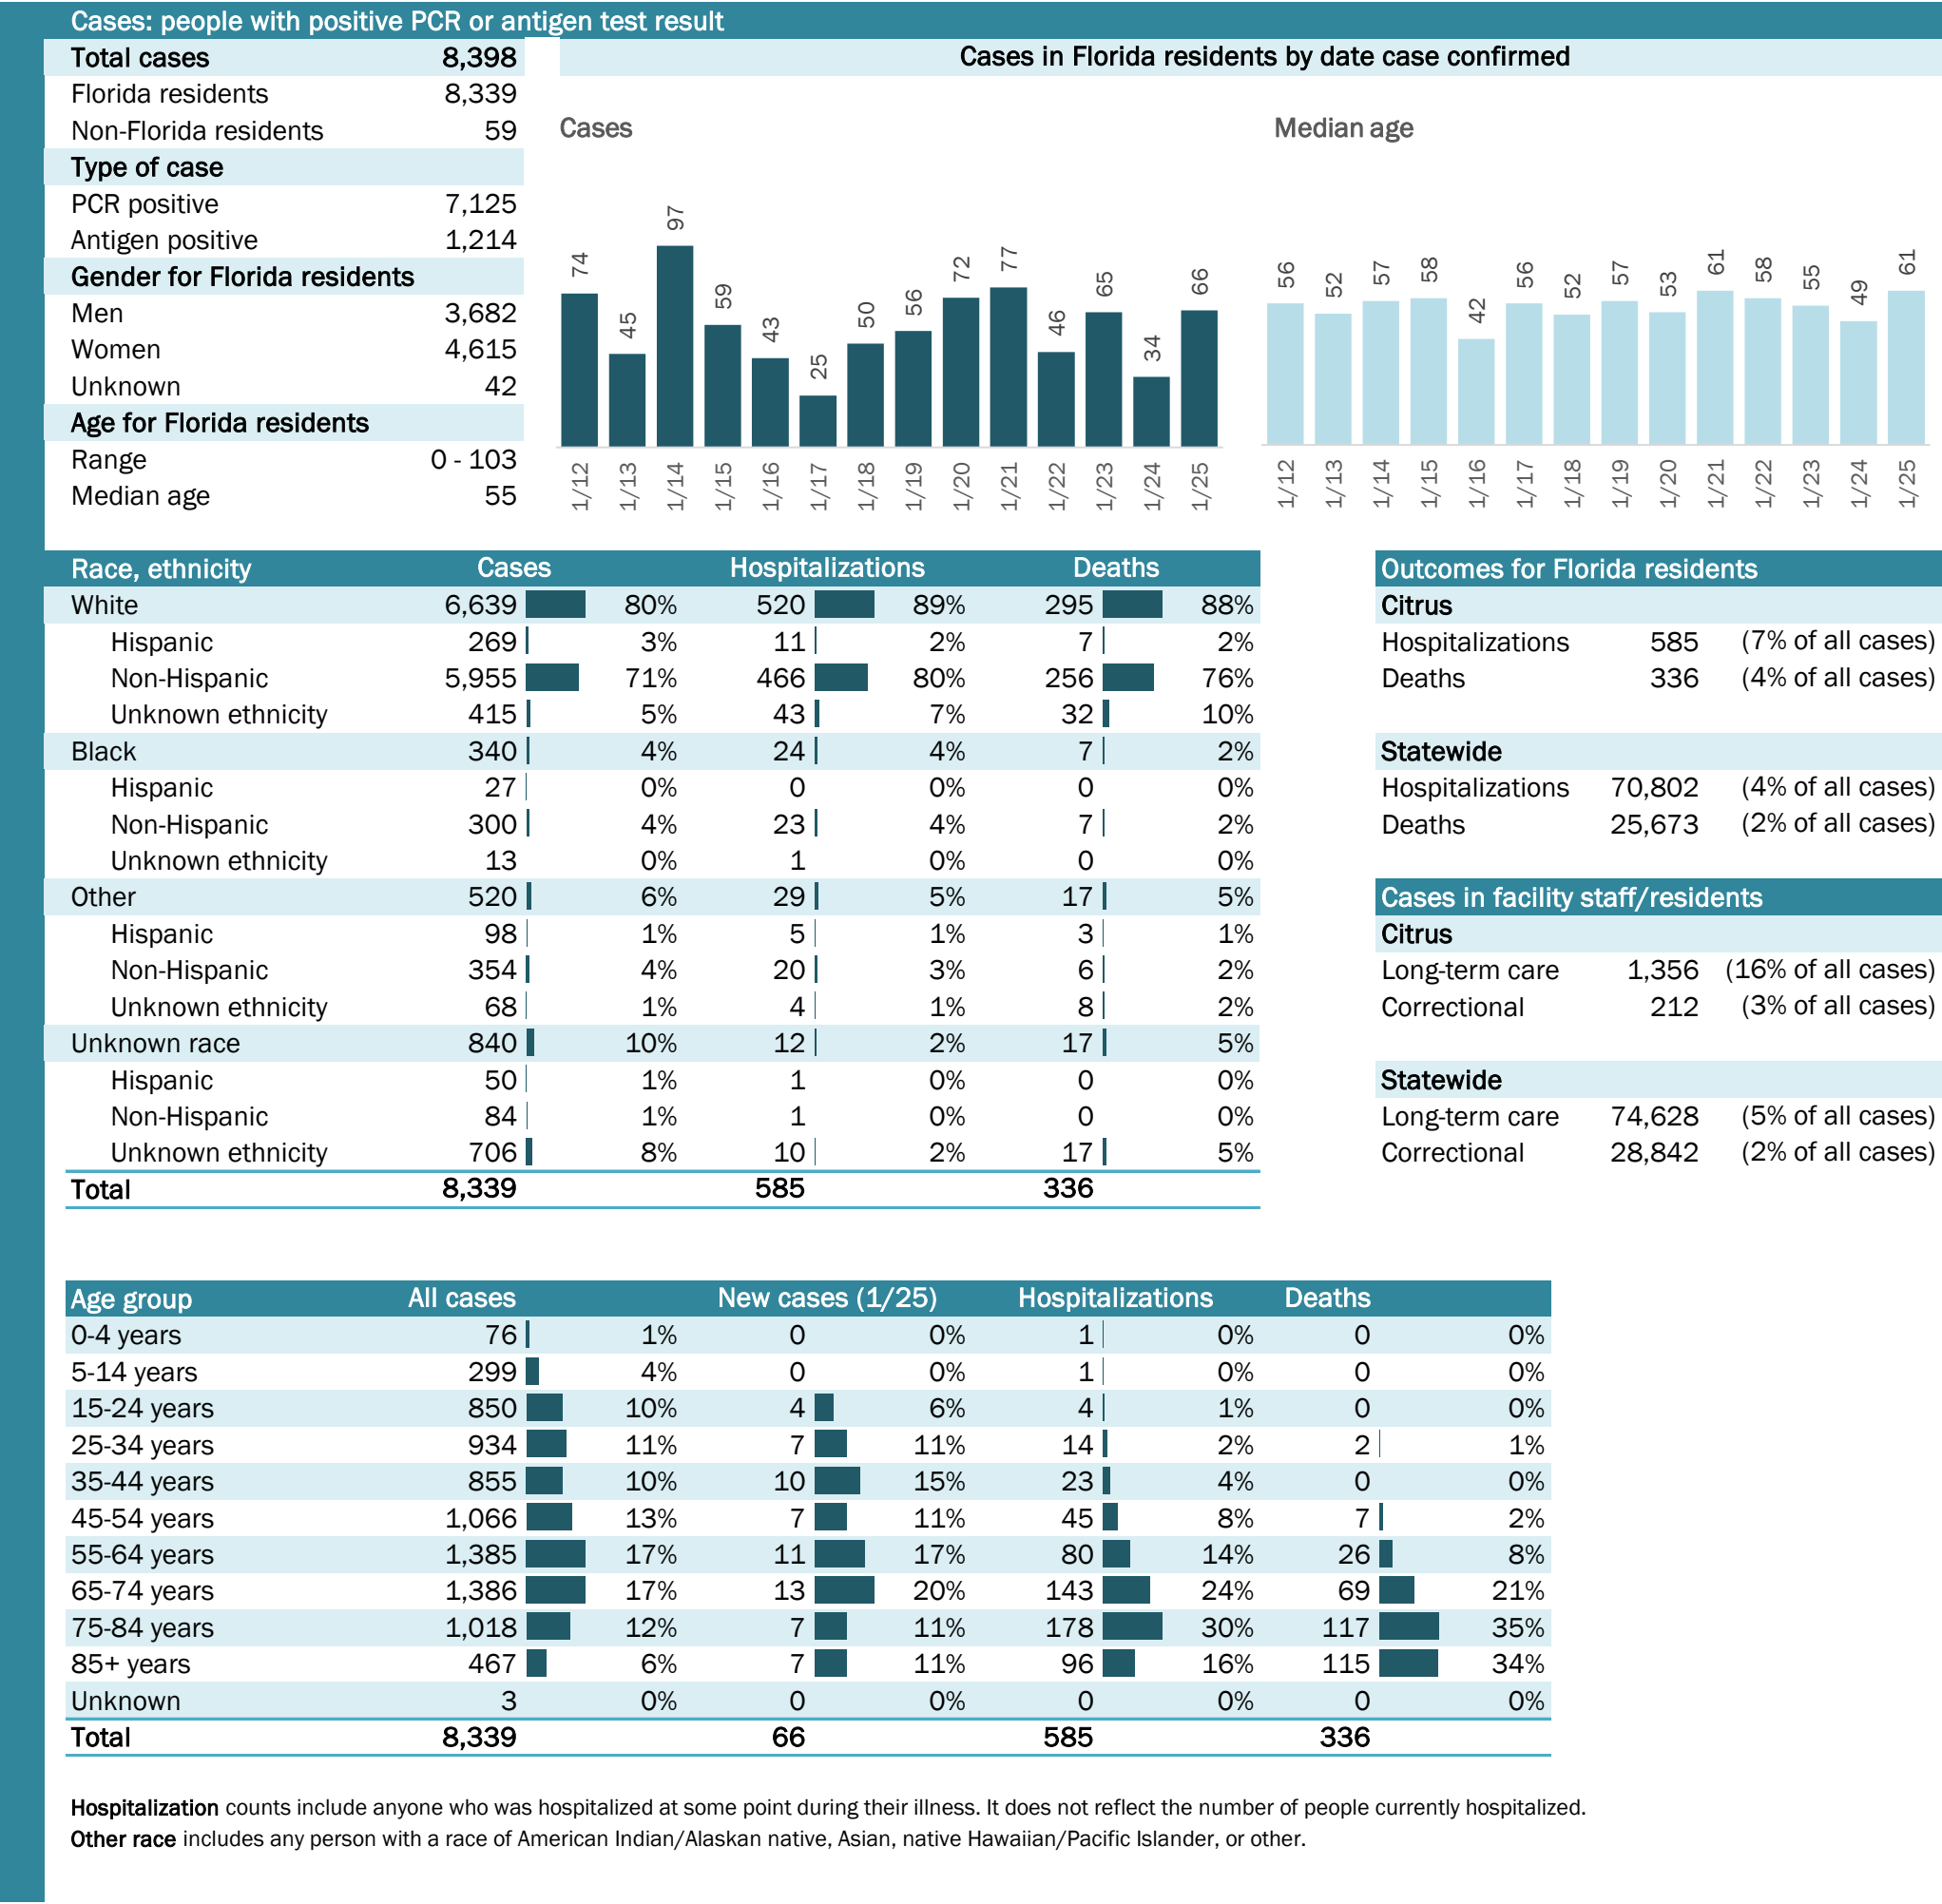 Cases: people with positive PCR or antigen test result
Total cases 8,398
Florida residents 8,339
Non-Florida residents 59
Type of case
PCR positive 7,125
Antigen positive 1,214
Gender for Florida residents
Men 3,682
Women 4,615
Unknown 42
Age for Florida residents
Range 0 - 103
Median age 55
Cases in Florida residents by date case confirmed
Cases
74 45 97 59 43 25 50 56 72 77 46 65 34 66
1/12 1/13 1/14 1/15 1/16 1/17 1/18 1/19 1/20 1/21 1/22 1/23 1/24 1/25
Median age
56 52 57 58 42 56 52 57 53 61 58 55 49 61
1/12 1/13 1/14 1/15 1/16 1/17 1/18 1/19 1/20 1/21 1/22 1/23 1/24 1/25
Race, ethnicity Cases Hospitalizations Deaths
White 6,639 80% 520 89% 295 88%
Hispanic 269 3% 11 2% 7 2%
Non-Hispanic 5,955 71% 466 80% 256 76%
Unknown ethnicity 415 5% 43 7% 32 10%
Black 340 4% 24 4% 7 2%
Hispanic 27 0% 0 0% 0 0%
Non-Hispanic 300 4% 23 4% 7 2%
Unknown ethnicity 13 0% 1 0% 0 0%
Other 520 6% 29 5% 17 5%
Hispanic 98 1% 5 1% 3 1%
Non-Hispanic 354 4% 20 3% 6 2%
Unknown ethnicity 68 1% 4 1% 8 2%
Unknown race 840 10% 12 2% 17 5%
Hispanic 50 1% 1 0% 0 0%
Non-Hispanic 84 1% 1 0% 0 0%
Unknown ethnicity 706 8% 10 2% 17 5%
Total 8,339 585 336
Outcomes for Florida residents
Citrus
Hospitalizations 585 (7% of all cases)
Deaths 336 (4% of all cases)
Statewide
Hospitalizations 70,802 (4% of all cases)
Deaths 25,673 (2% of all cases)
Cases in facility staff/residents
Citrus
Long-term care 1,356 (16% of all cases)
Correctional 212 (3% of all cases)
Statewide
Long-term care 74,628 (5% of all cases)
Correctional 28,842 (2% of all cases)
Age group All cases New cases (1/25) Hospitalizations Deaths
0-4 years 76 1% 0 0% 1 0% 0 0%
5-14 years 299 4% 0 0% 1 0% 0 0%
15-24 years 850 10% 4 6% 4 1% 0 0%
25-34 years 934 11% 7 11% 14 2% 2 1%
35-44 years 855 10% 10 15% 23 4% 0 0%
45-54 years 1,066 13% 7 11% 45 8% 7 2%
55-64 years 1,385 17% 11 17% 80 14% 26 8%
65-74 years 1,386 17% 13 20% 143 24% 69 21%
75-84 years 1,018 12% 7 11% 178 30% 117 35%
85+ years 467 6% 7 11% 96 16% 115 34%
Unknown 3 0% 0 0% 0 0% 0 0%
Total 8,339 66 585 336
Hospitalization counts include anyone who was hospitalized at some point during their illness. It does not reflect the number of people currently hospitalized.
Other race includes any person with a race of American Indian/Alaskan native, Asian, native Hawaiian/Pacific Islander, or other.